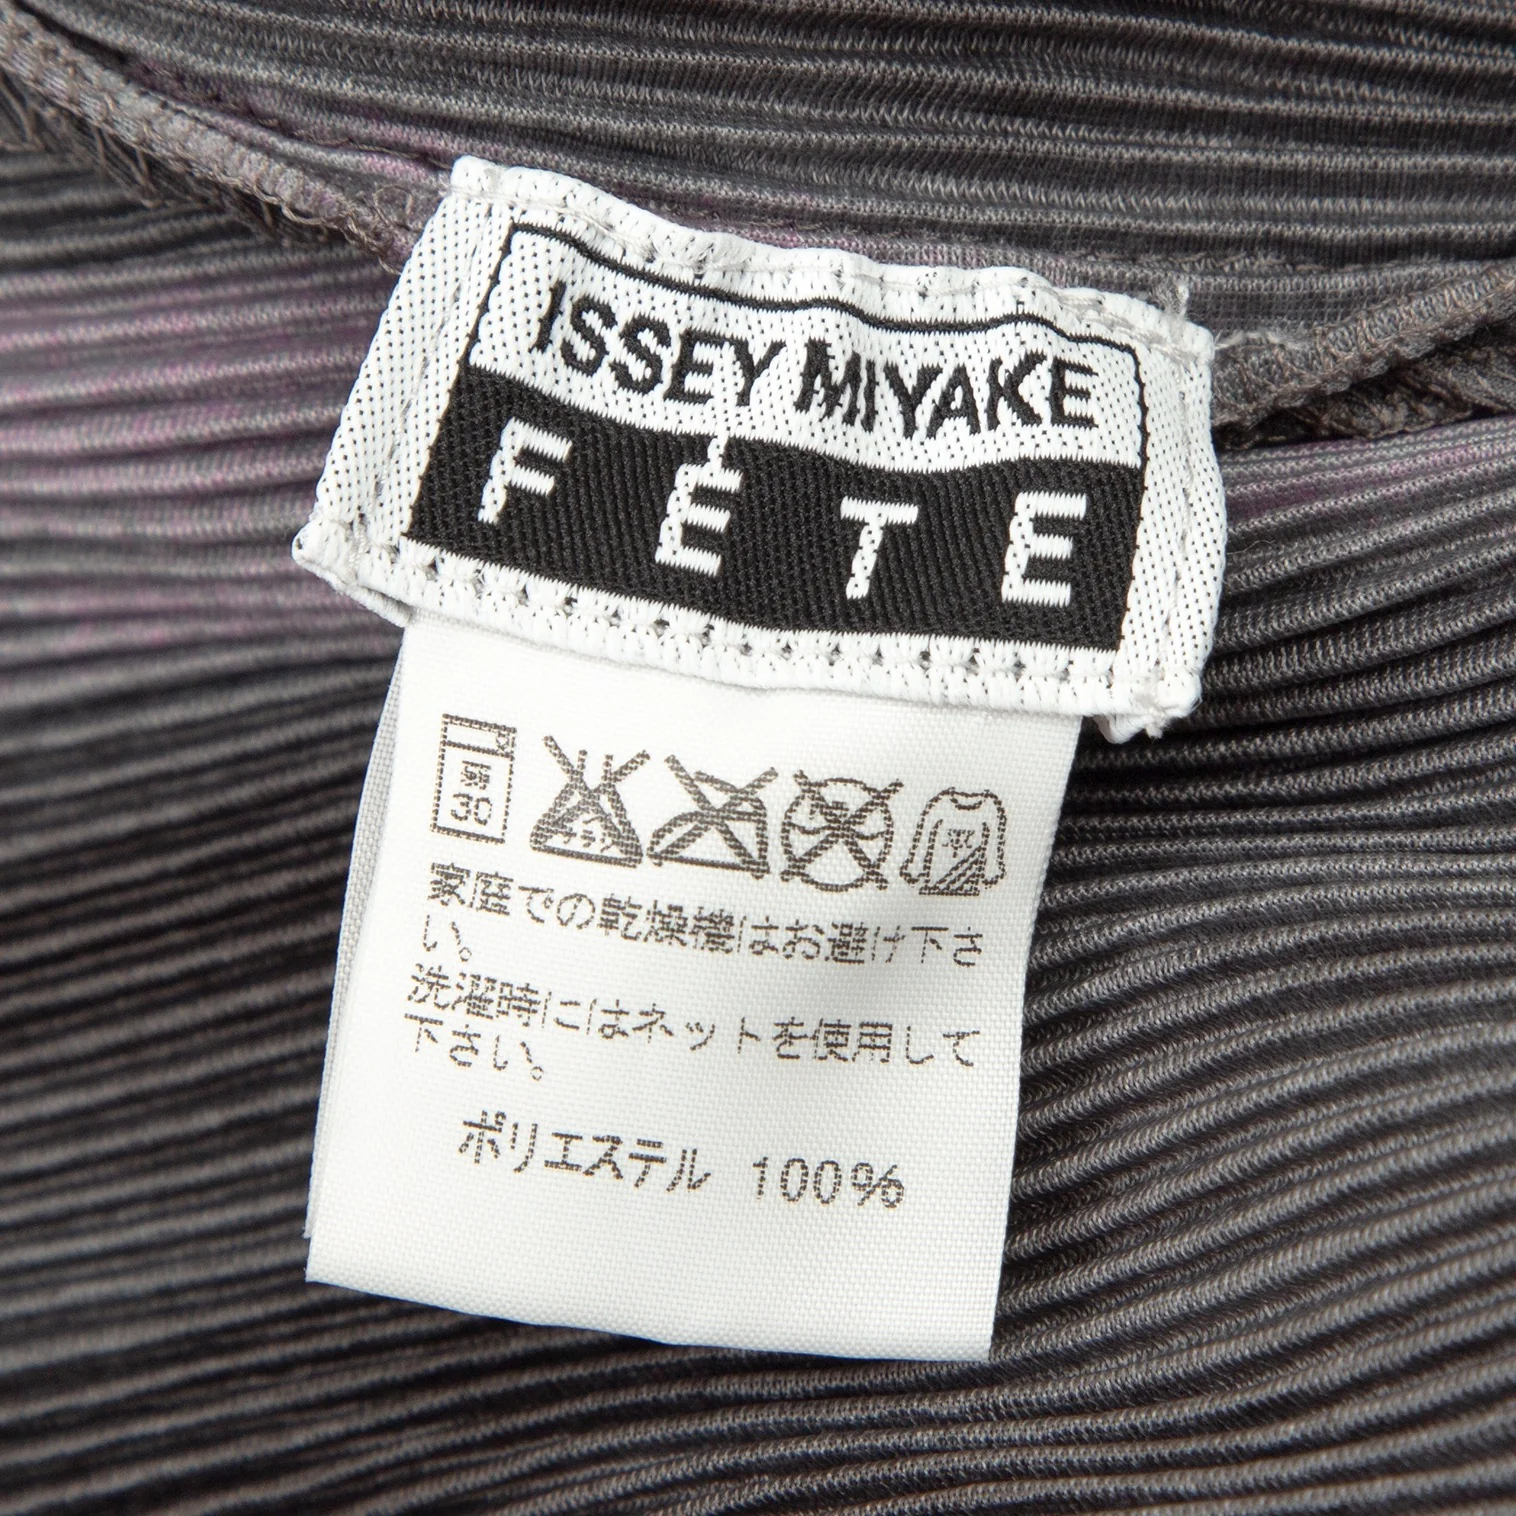 ISSEY MIYAKE
FÊTE
30
家庭での乾燥機はお避け下さ
い。
洗濯時にはネットを使用して
下さい。
ポリエステル 100%